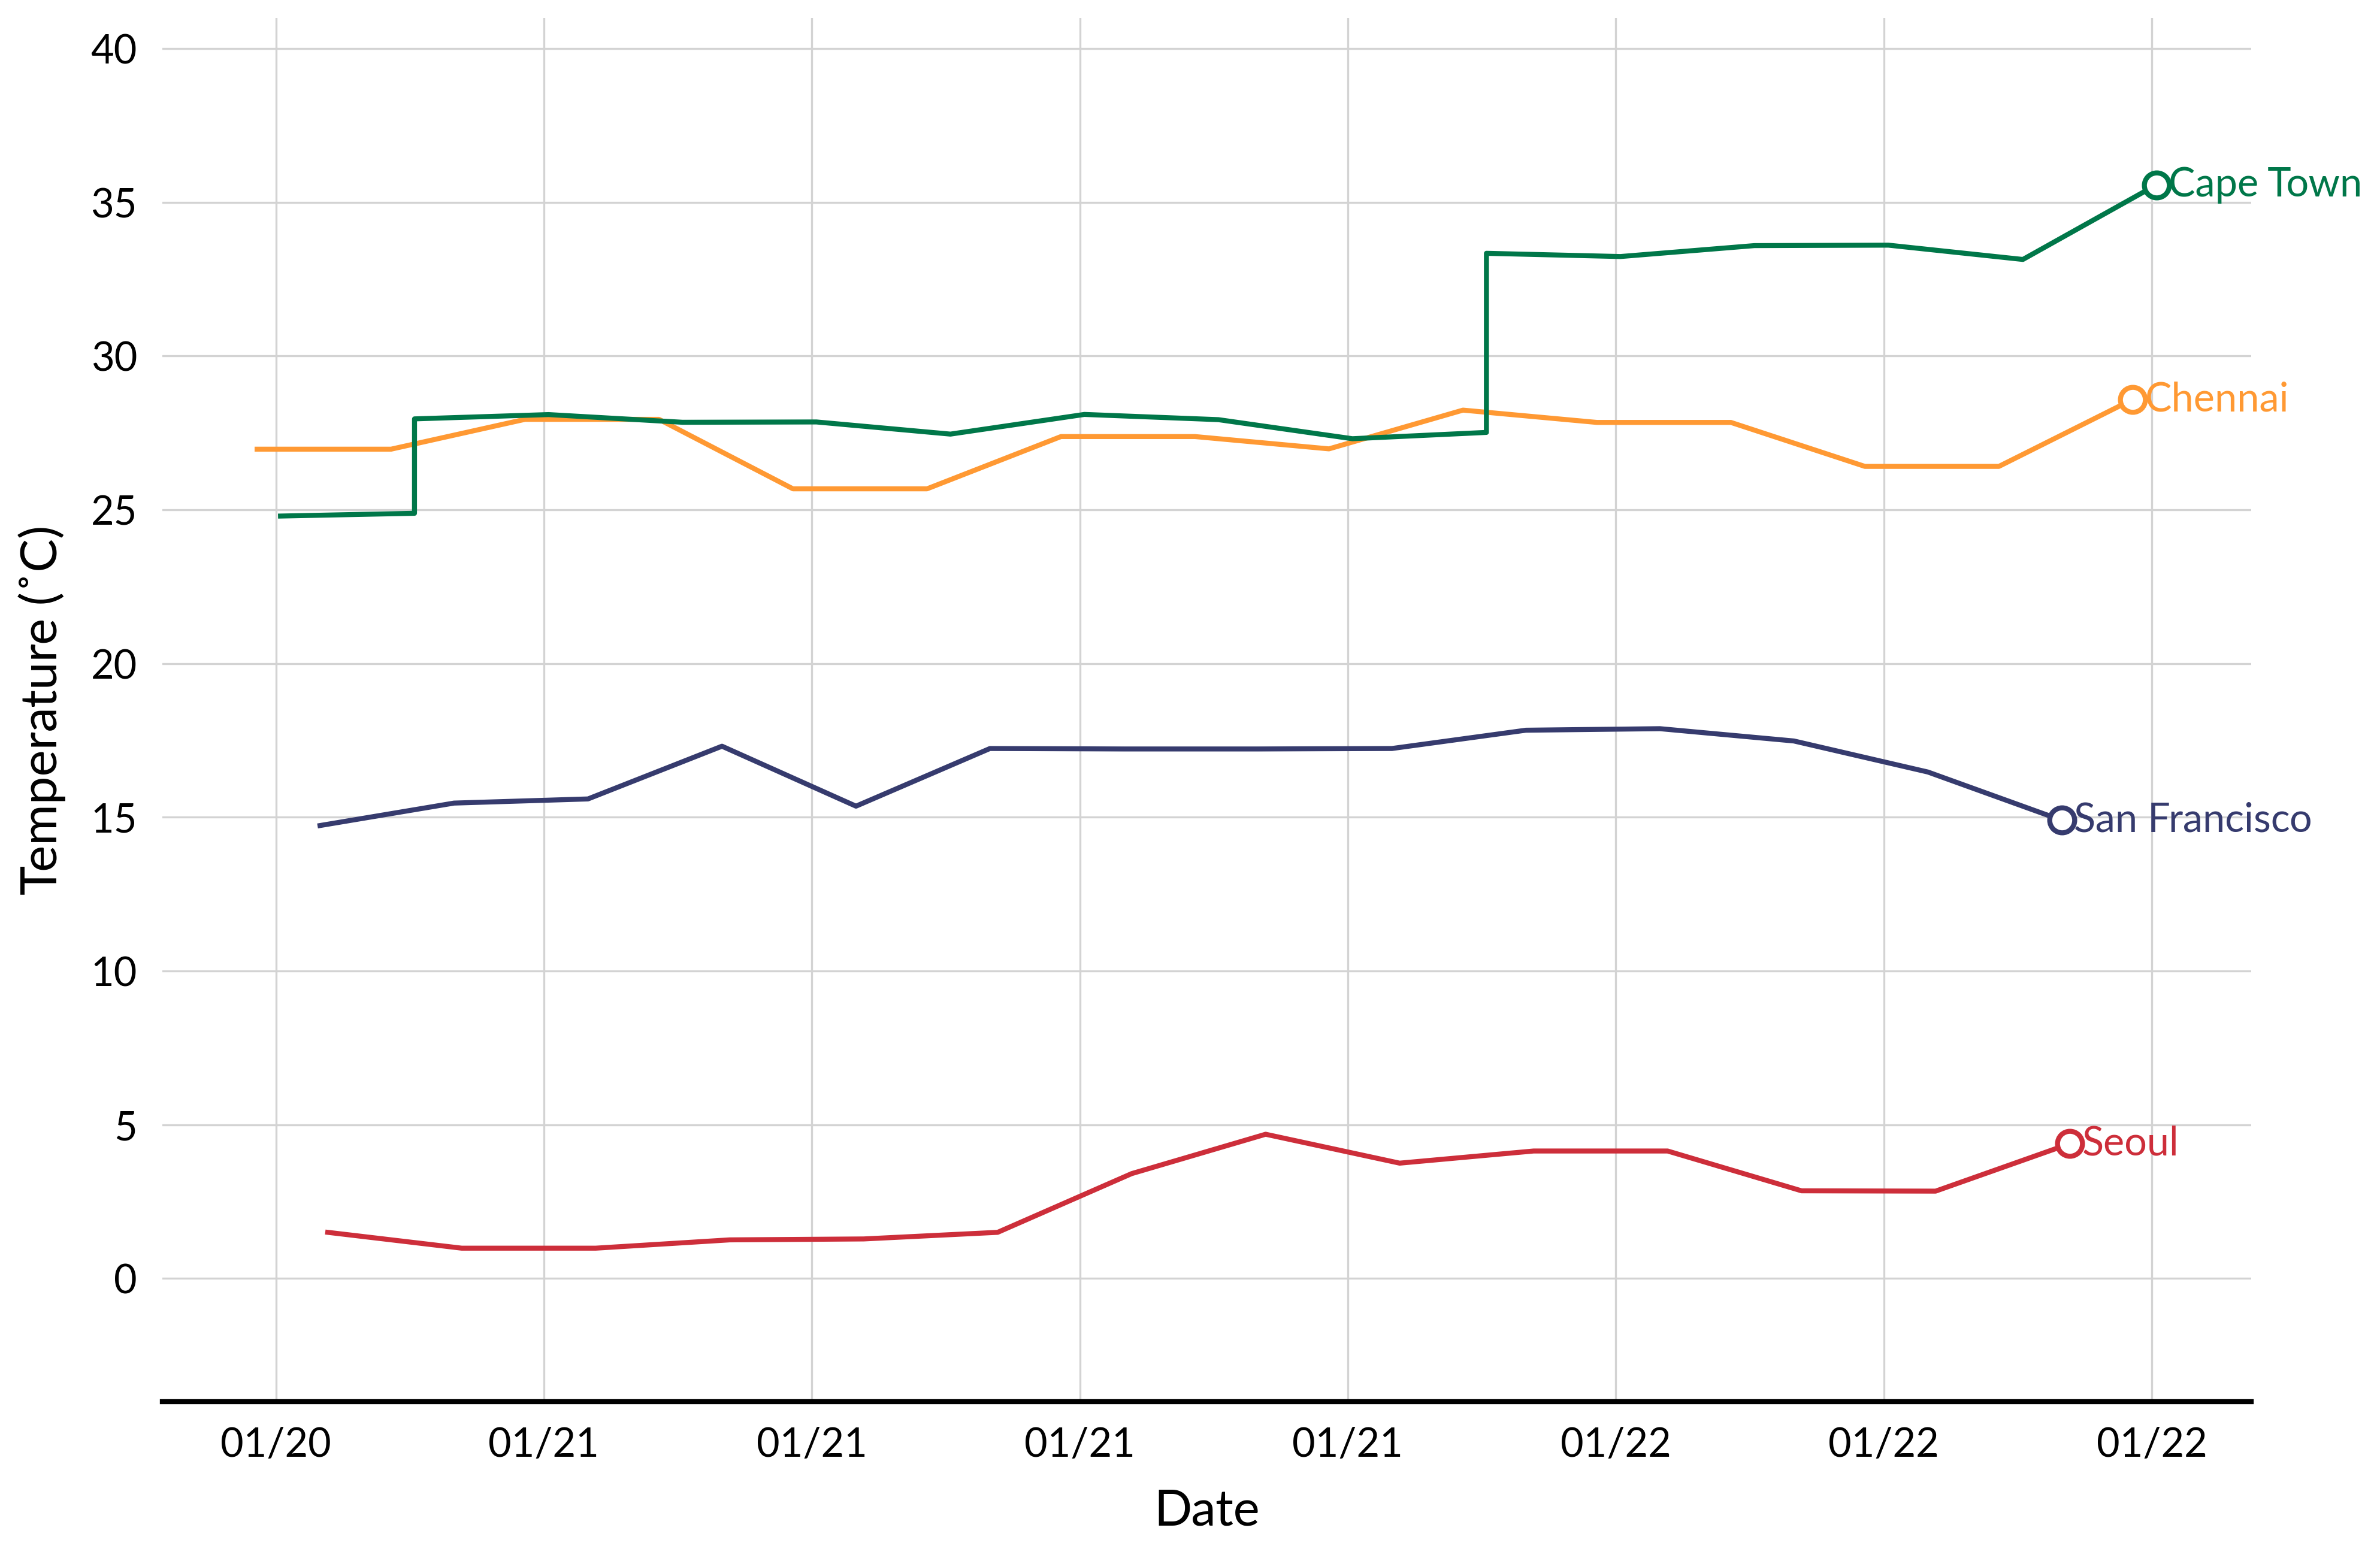 40
35
30
25
20
15
10
5
0
Temperature (°C)
Cape Town
Chennai
San Francisco
Seoul
01/20 01/21 01/21 01/21 01/21 01/22 01/22 01/22
Date